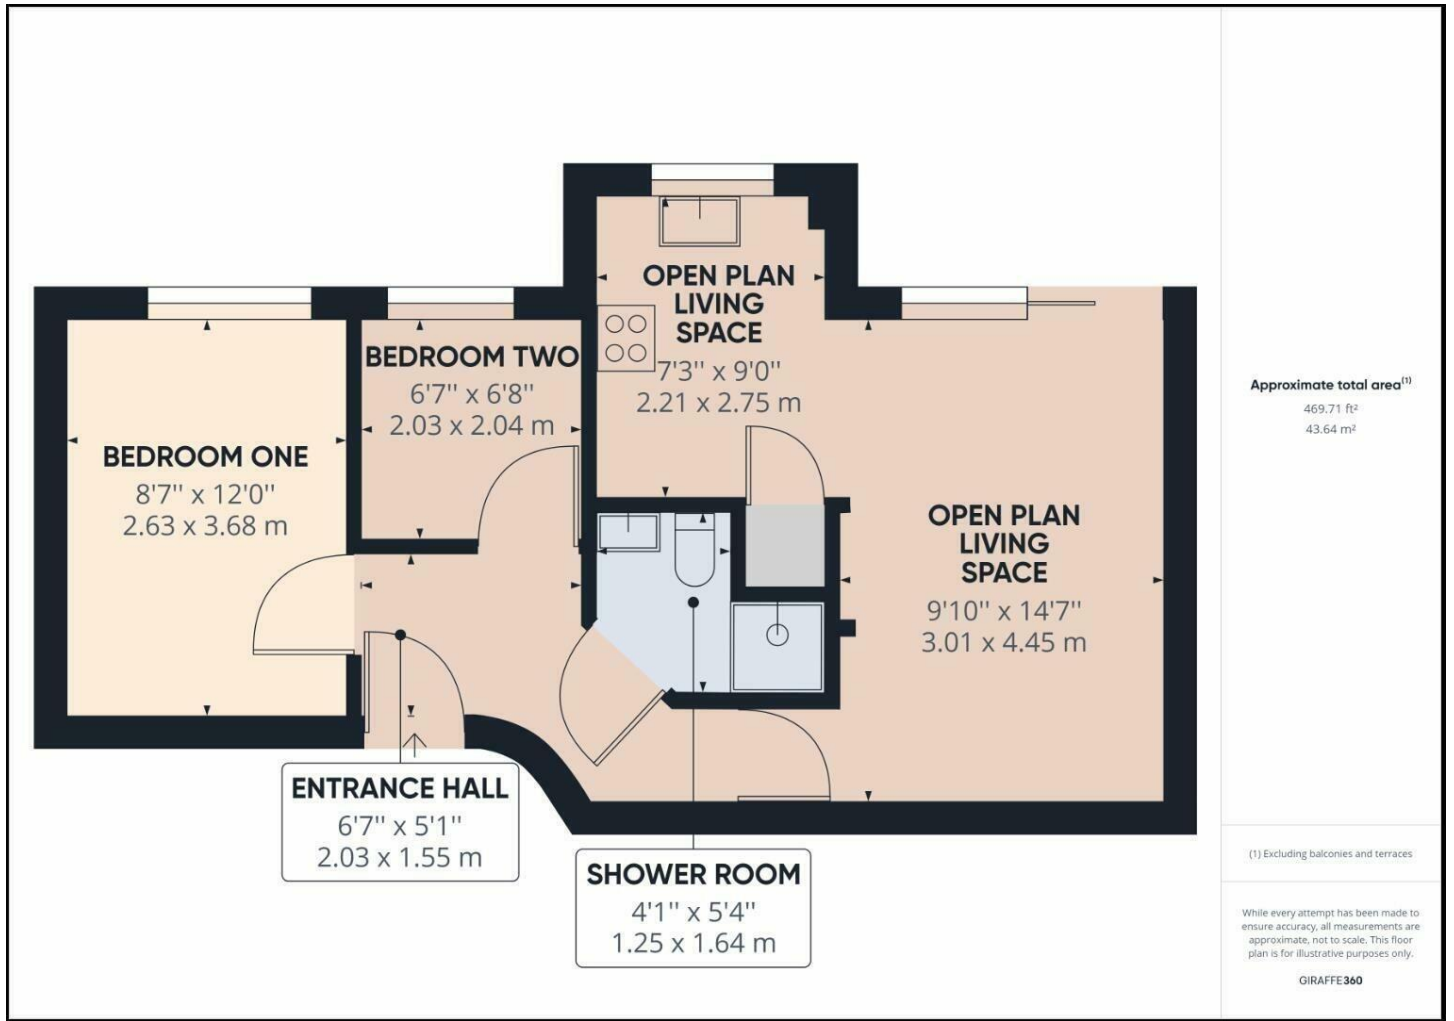 OPEN PLAN
LIVING
SPACE
7'3'' x 9'0''
2.21 x 2.75 m
BEDROOM TWO
6'7'' x 6'8''
2.03 x 2.04 m
BEDROOM ONE
8'7'' x 12'0''
2.63 x 3.68 m
OPEN PLAN
LIVING
SPACE
9'10'' x 14'7''
3.01 x 4.45 m
ENTRANCE HALL
6'7'' x 5'1''
2.03 x 1.55 m
SHOWER ROOM
4'1'' x 5'4''
1.25 x 1.64 m
Approximate total area(1)
469.71 ft²
43.64 m²
(1) Excluding balconies and terraces
While every attempt has been made to
ensure accuracy, all measurements are
approximate, not to scale. This floor
plan is for illustrative purposes only.
GIRAFFE360